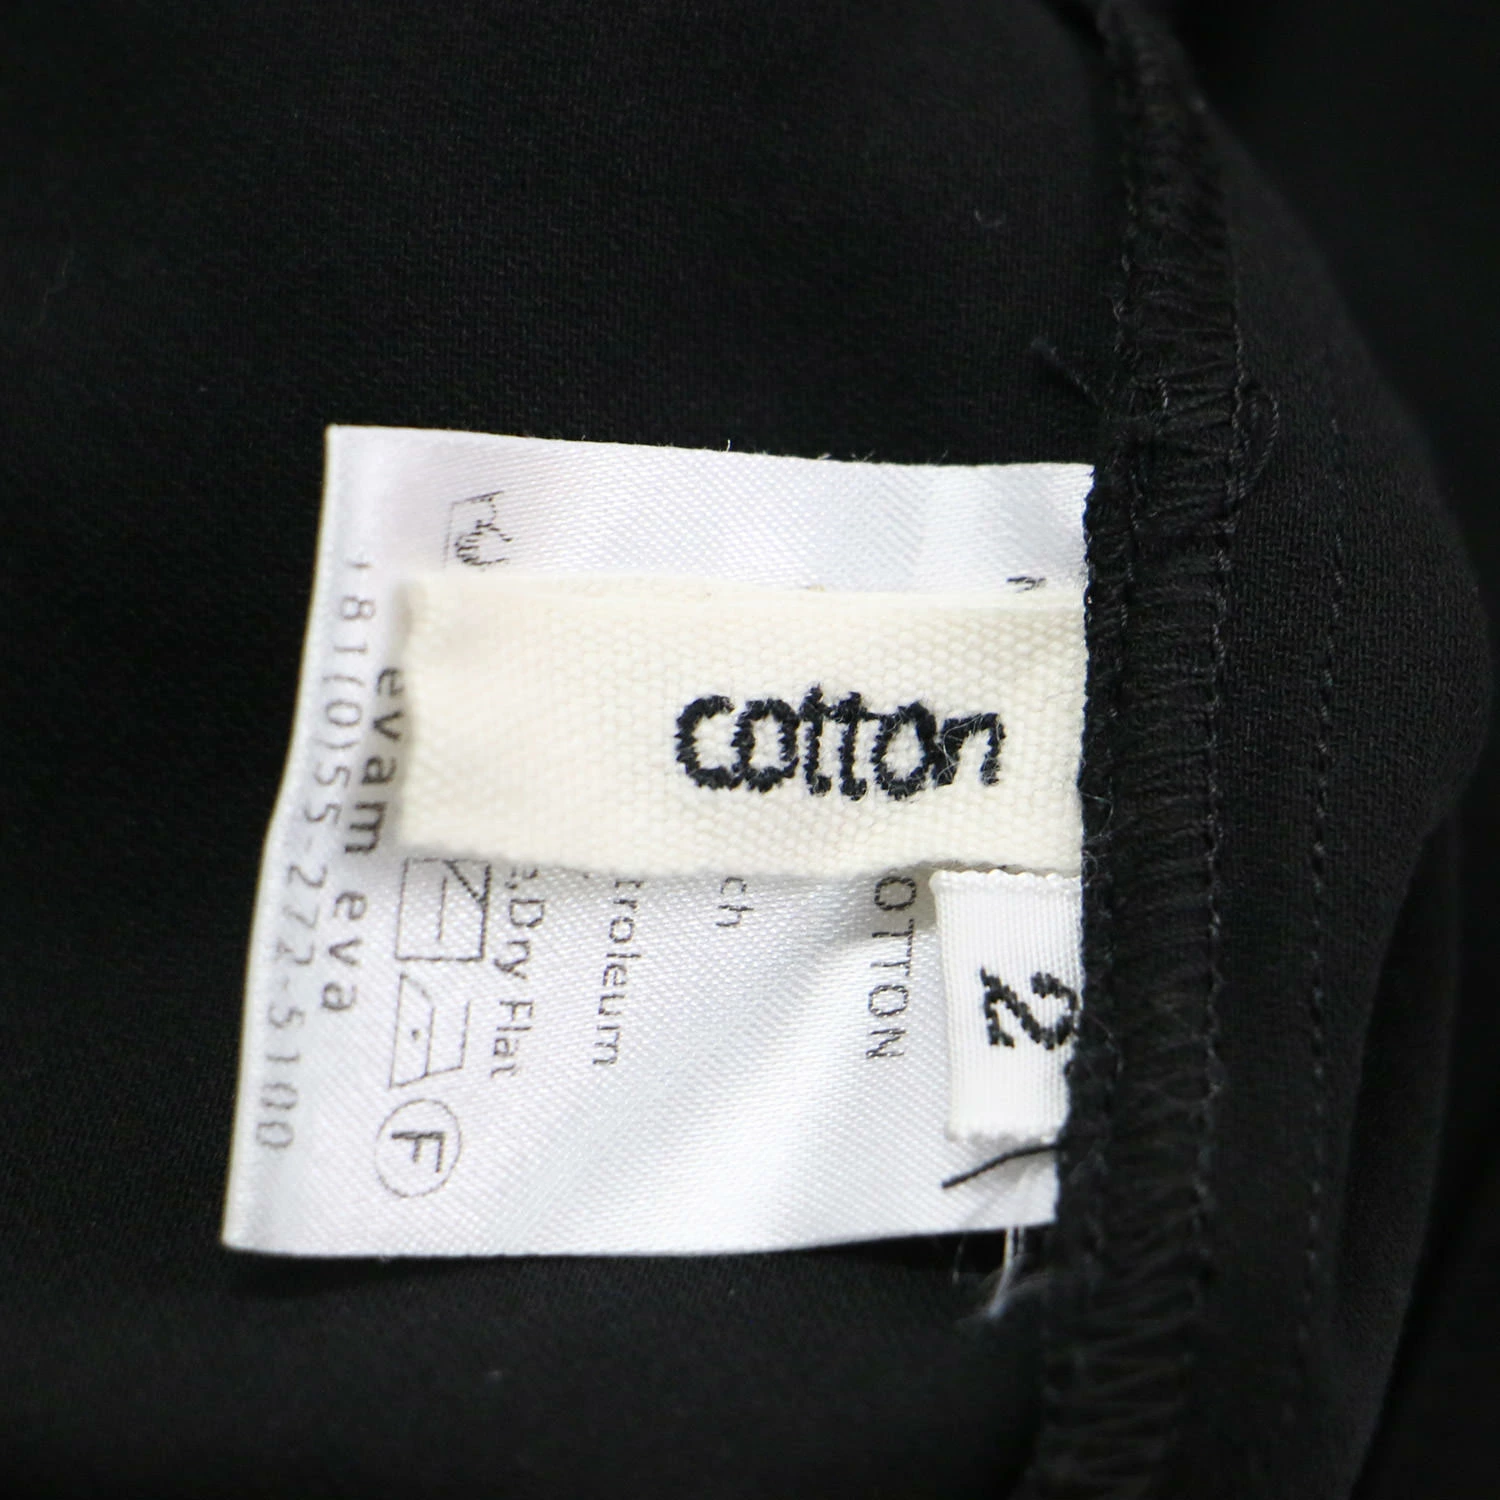 cotton
2
OTTON
ch
troleum
,Dry Flat
F
evam eva
81(0)55-272-5100